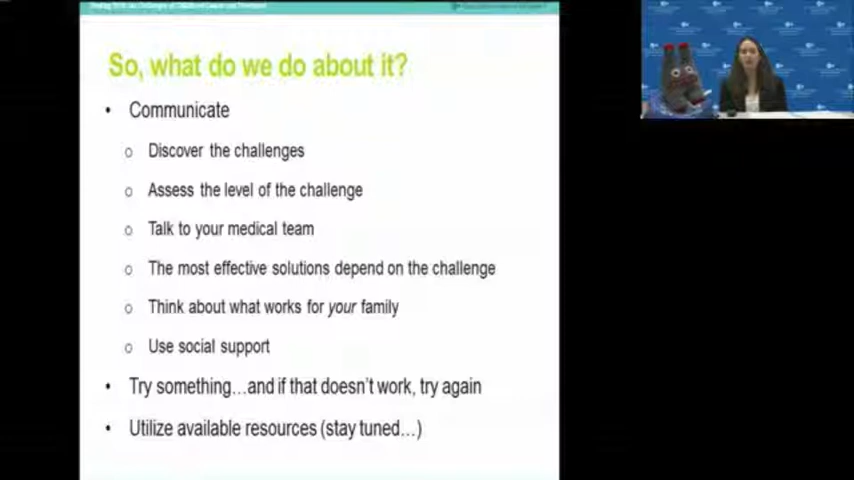 So, what do we do about it?
• Communicate
o Discover the challenges
o Assess the level of the challenge
o Talk to your medical team
o The most effective solutions depend on the challenge
o Think about what works for your family
o Use social support
• Try something…and if that doesn't work, try again
• Utilize available resources (stay tuned…)